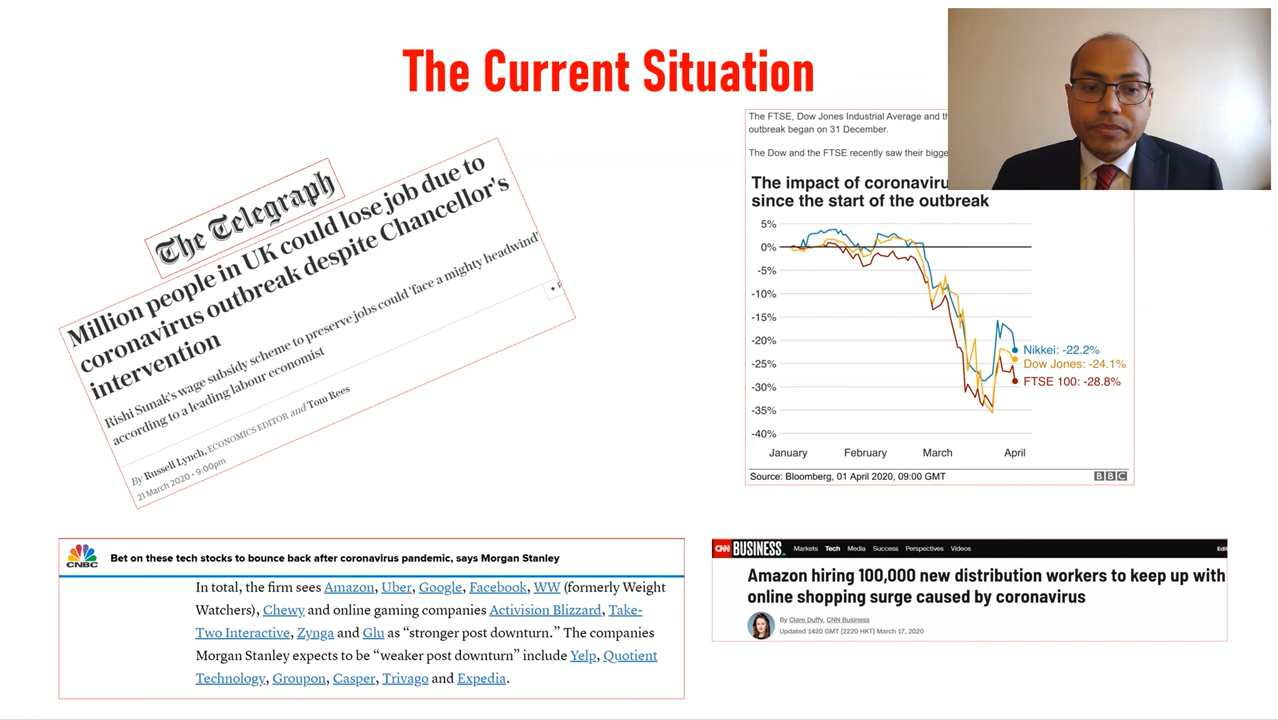 The Current Situation
The Telegraph
Million people in UK could lose job due to
coronavirus outbreak despite Chancellor's
intervention
Rishi Sunak's wage subsidy scheme to preserve jobs could 'face a mighty headwind'
according to a leading labour economist
By Russell Lynch, ECONOMICS EDITOR and Tom Rees
21 March 2020 • 9:00pm
The FTSE, Dow Jones Industrial Average and
outbreak began on 31 December.
The Dow and the FTSE recently saw their
The impact of
since the start of the outbreak
5%
0%
-5%
-10%
-15%
-20%
-25%
-30%
-35%
-40%
Nikkei: -22.2%
Dow Jones: -24.1%
FTSE 100: -28.8%
January February March April
Source: Bloomberg, 01 April 2020, 09:00 GMT BBC
CNBC
Bet on these tech stocks to bounce back after coronavirus pandemic, says Morgan Stanley
In total, the firm sees Amazon, Uber, Google, Facebook, WW (formerly Weight
Watchers), Chewy and online gaming companies Activision Blizzard, Take-
Two Interactive, Zynga and Glu as “stronger post downturn.” The companies
Morgan Stanley expects to be “weaker post downturn” include Yelp, Quotient
Technology, Groupon, Casper, Trivago and Expedia.
CNN BUSINESS Markets Tech Media Success Perspectives Videos
Amazon hiring 100,000 new distribution workers to keep up with
online shopping surge caused by coronavirus
By Clare Duffy, CNN Business
Updated 1420 GMT (2220 HKT) March 17, 2020